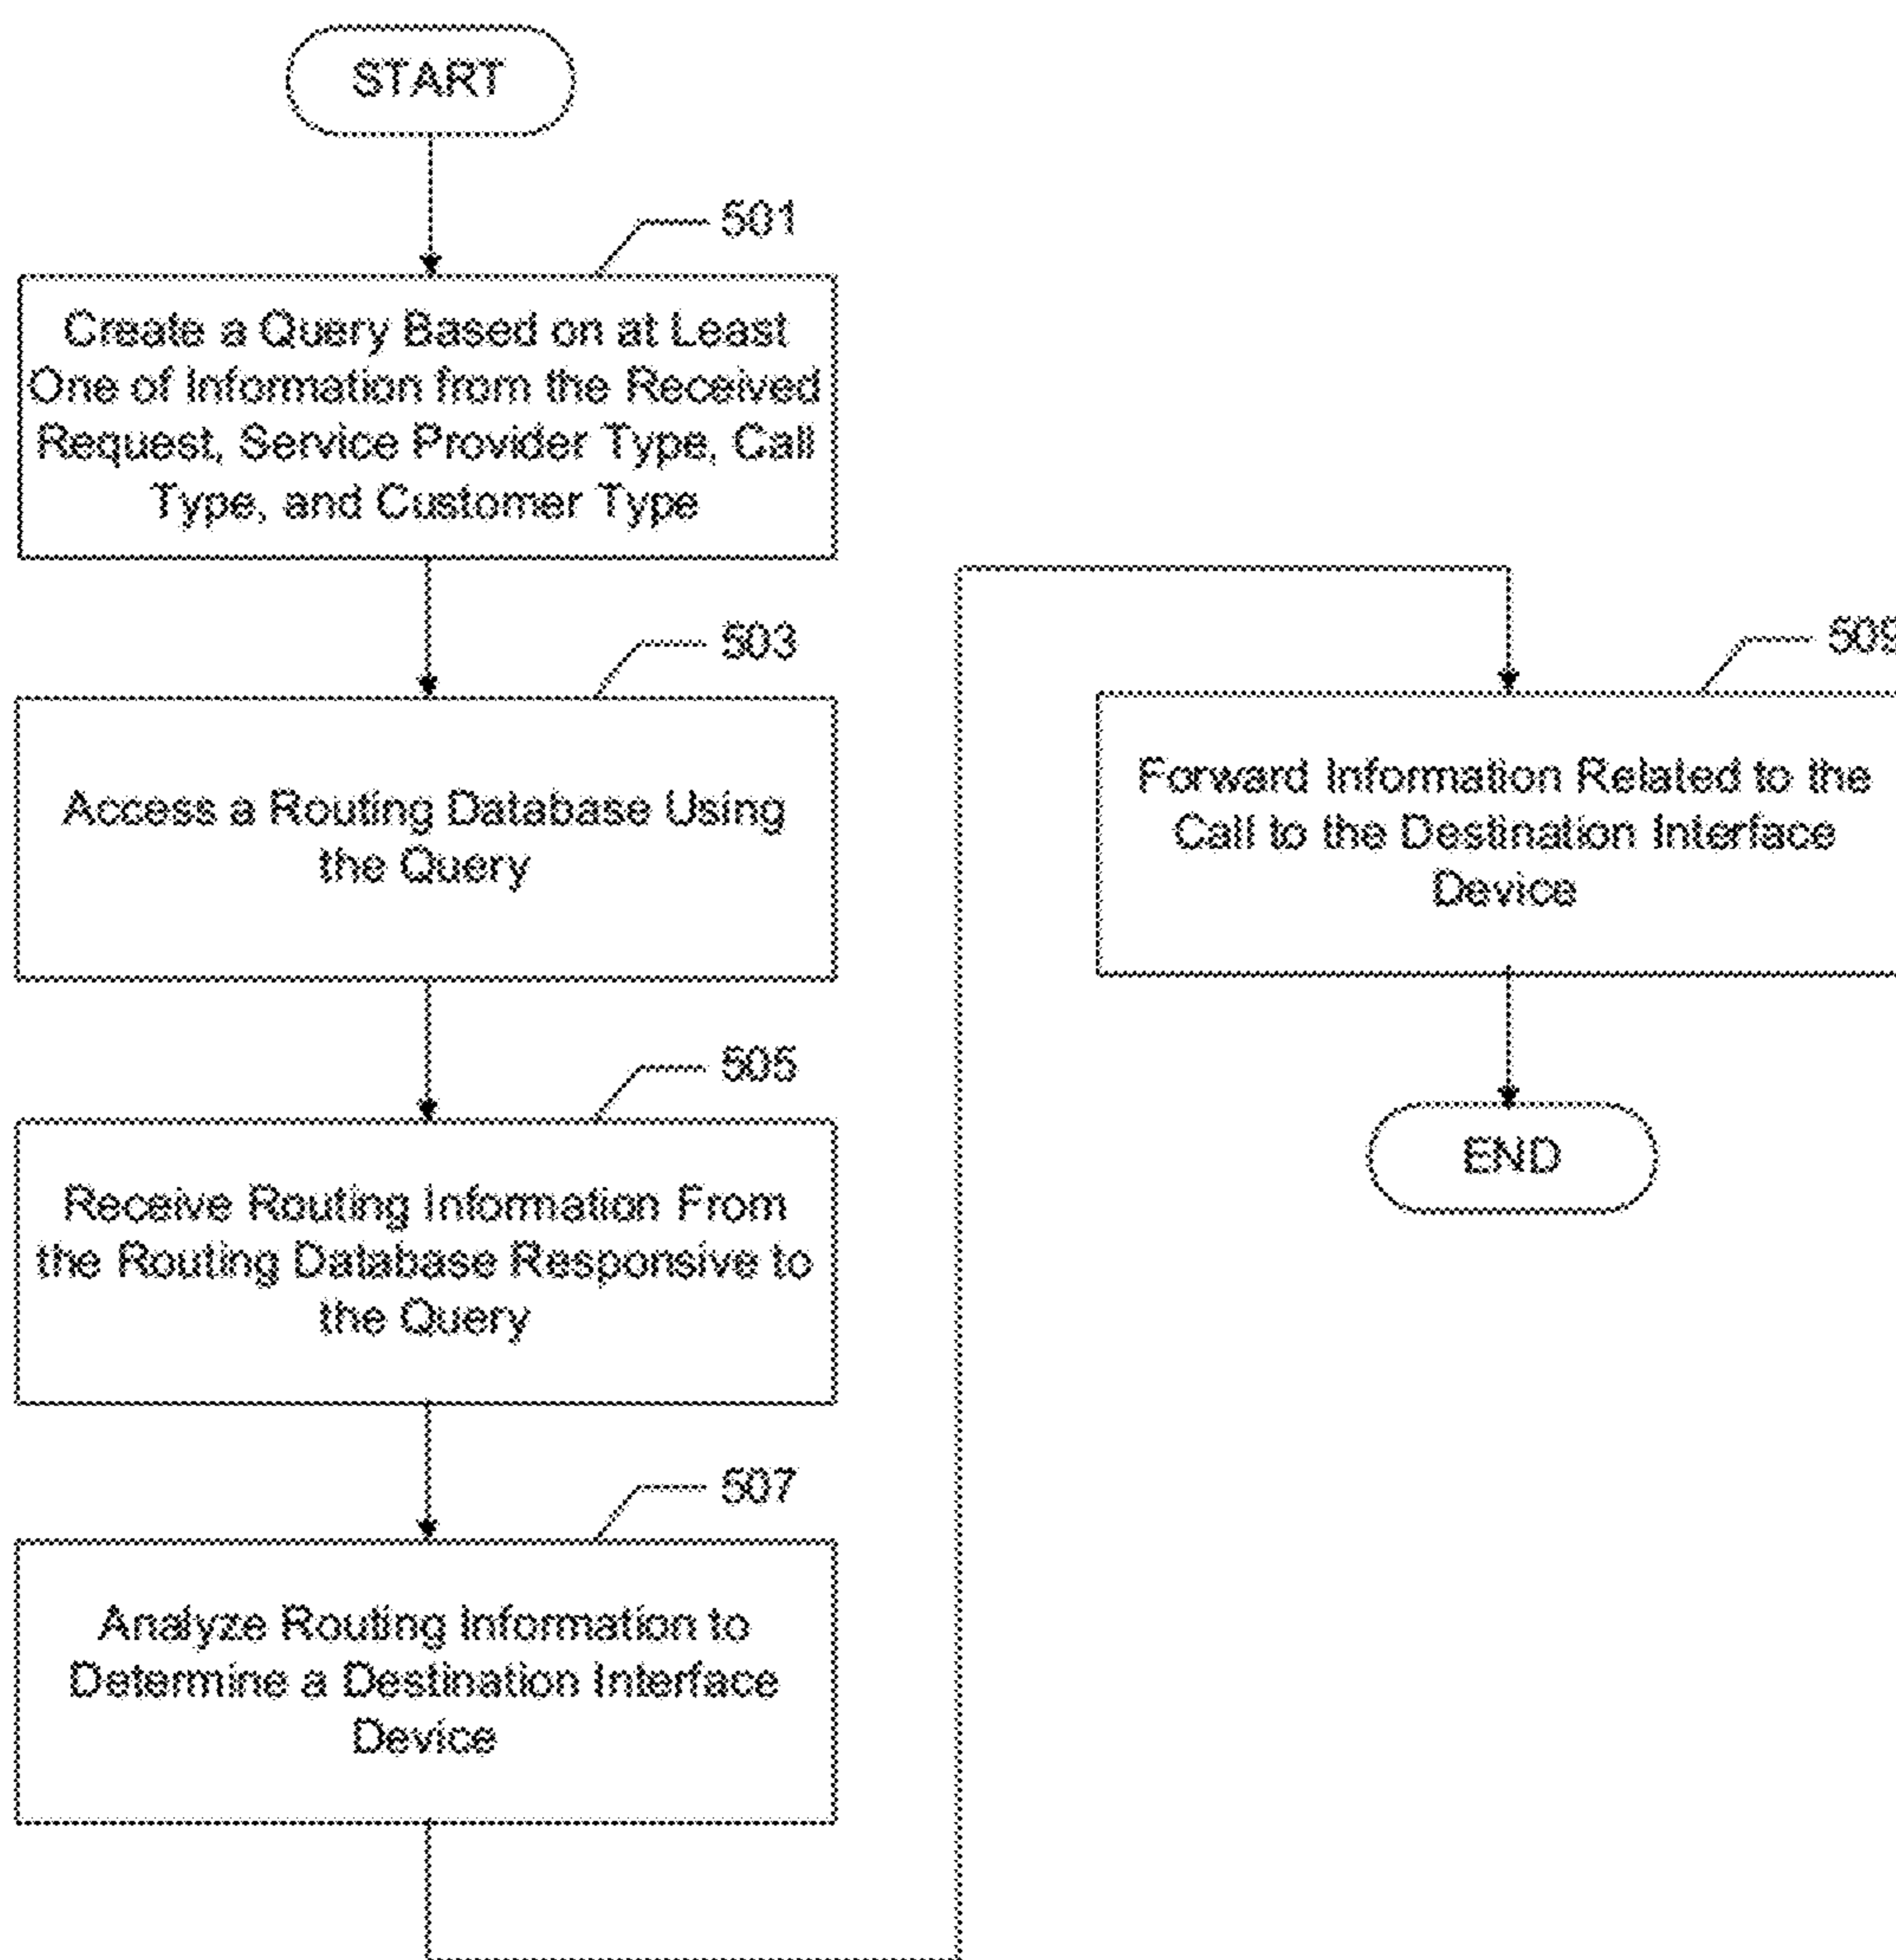 START
501
Create a Query Based on at Least
One of Information from the Received
Request, Service Provider Type, Call
Type, and Customer Type
503
Access a Routing Database Using
the Query
505
Receive Routing Information From
the Routing Database Responsive to
the Query
507
Analyze Routing Information to
Determine a Destination Interface
Device
509
Forward Information Related to the
Call to the Destination Interface
Device
END